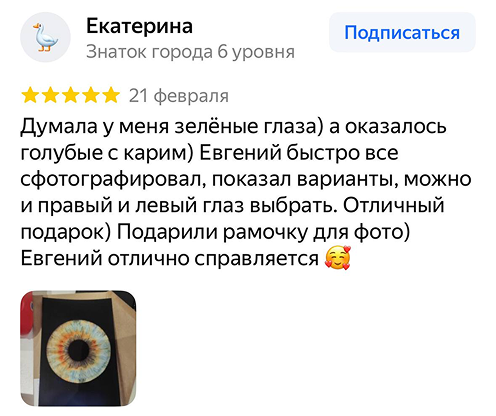 Екатерина
Знаток города 6 уровня
Подписаться
21 февраля
Думала у меня зелёные глаза) а оказалось
голубые с карим) Евгений быстро все
сфотографировал, показал варианты, можно
и правый и левый глаз выбрать. Отличный
подарок) Подарили рамочку для фото)
Евгений отлично справляется 🥰